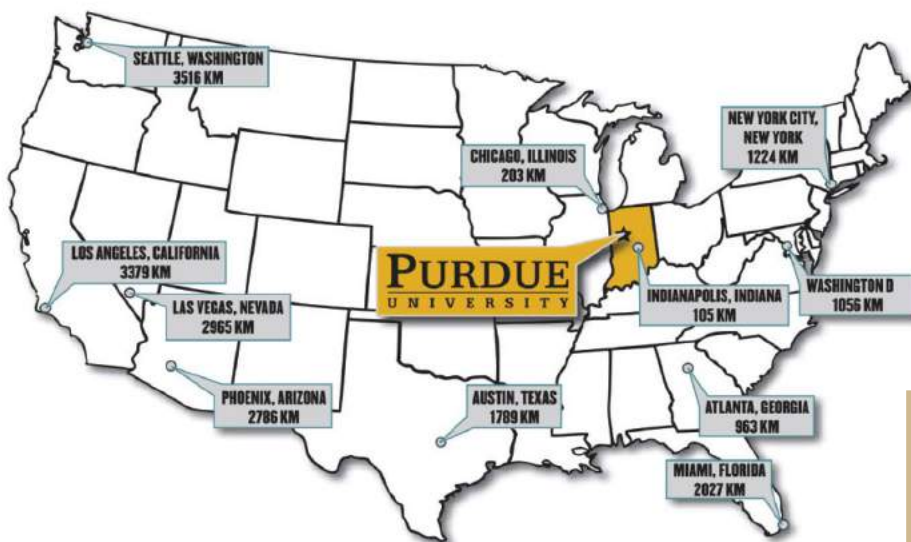 SEATTLE, WASHINGTON
3516 KM
NEW YORK CITY,
NEW YORK
1224 KM
CHICAGO, ILLINOIS
203 KM
LOS ANGELES, CALIFORNIA
3379 KM
PURDUE
UNIVERSITY
WASHINGTON D
1056 KM
LAS VEGAS, NEVADA
2965 KM
INDIANAPOLIS, INDIANA
105 KM
PHOENIX, ARIZONA
2786 KM
AUSTIN, TEXAS
1789 KM
ATLANTA, GEORGIA
963 KM
MIAMI, FLORIDA
2027 KM